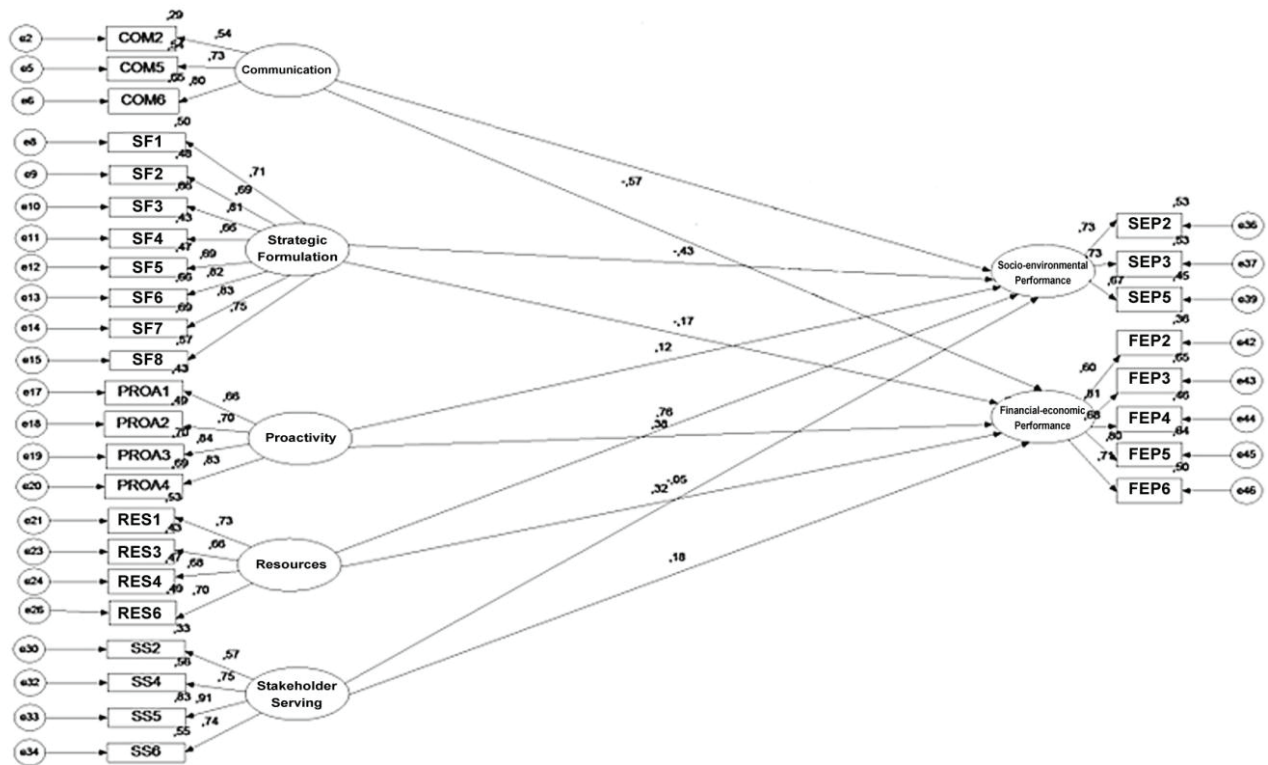 ,29
e2 COM2 ,54
,54
e5 COM5 ,73
,65 ,80
e6 COM6
Communication
,50
e8 SF1
,48 ,71
e9 SF2
,66 ,69
e10 SF3 ,81
,43 ,66
e11 SF4
,47 ,69
e12 SF5 ,82
,66
e13 SF6 ,83
,69 ,75
e14 SF7
,57
e15 SF8
Strategic
Formulation
,43
e17 PROA1
,49 ,66
e18 PROA2 ,70
,70 ,84
e19 PROA3
,69 ,83
e20 PROA4
Proactivity
,53
e21 RES1 ,73
,43
e23 RES3 ,66
,47 ,68
e24 RES4
,49 ,70
e26 RES6
Resources
,33
e30 SS2 ,57
,56
e32 SS4 ,75
,83 ,91
e33 SS5
,74
,55
e34 SS6
Stakeholder
Serving
-,57
-,43
-,17
,12
,76
,38
-,05
,32
,18
Socio-environmental
Performance
,53
,73 SEP2 e36
,73 ,53
SEP3 e37
,67 ,45
SEP5 e39
Financial-economic
Performance
,36
FEP2 e42
,60 ,65
FEP3 e43
,81 ,46
,68 FEP4 e44
,80 ,64
,71 FEP5 e45
,50
FEP6 e46